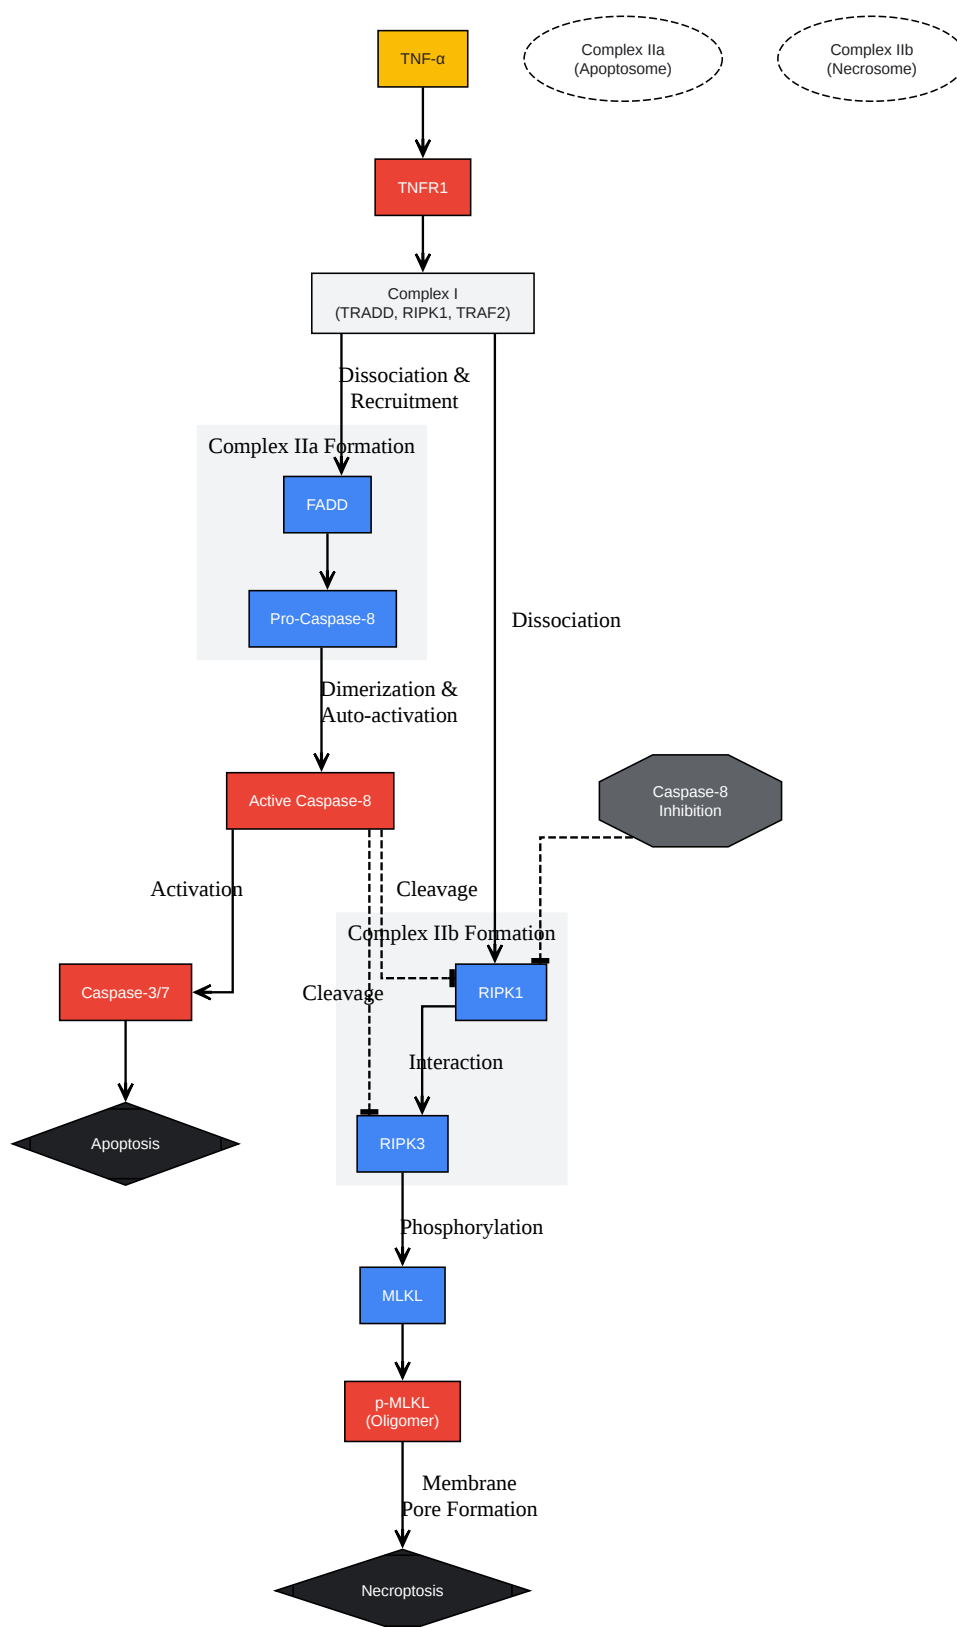 TNF-α
Complex IIa
(Apoptosome)
Complex IIb
(Necrosome)
TNFR1
Complex I
(TRADD, RIPK1, TRAF2)
Dissociation &
Recruitment
Complex IIa Formation
FADD
Pro-Caspase-8
Dissociation
Dimerization &
Auto-activation
Active Caspase-8
Caspase-8
Inhibition
Activation
Cleavage
Complex IIb Formation
Caspase-3/7
Cleavage
RIPK1
Interaction
Apoptosis
RIPK3
Phosphorylation
MLKL
p-MLKL
(Oligomer)
Membrane
Pore Formation
Necroptosis